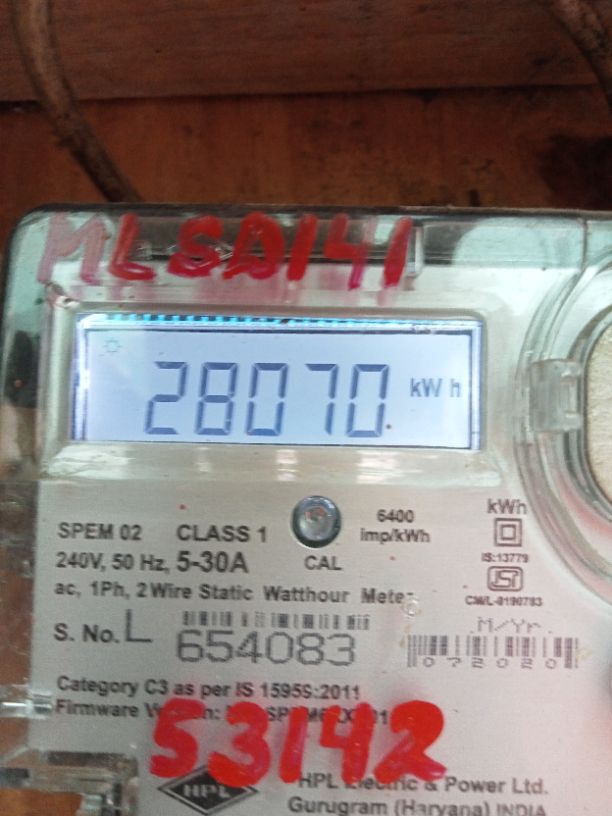 MLSD141
28070 kWh
SPEM 02 CLASS 1
6400
imp/kWh
kWh
240V, 50 Hz, 5-30A
CAL
IS:13779
ac, 1Ph, 2 Wire Static Watthour Meter
S. No. L 654083
M/Yr.
072020
Category C3 as per IS 15959:2011
Firmware
53142
HPL
HPL Electric & Power Ltd.
Gurugram (Haryana) INDIA